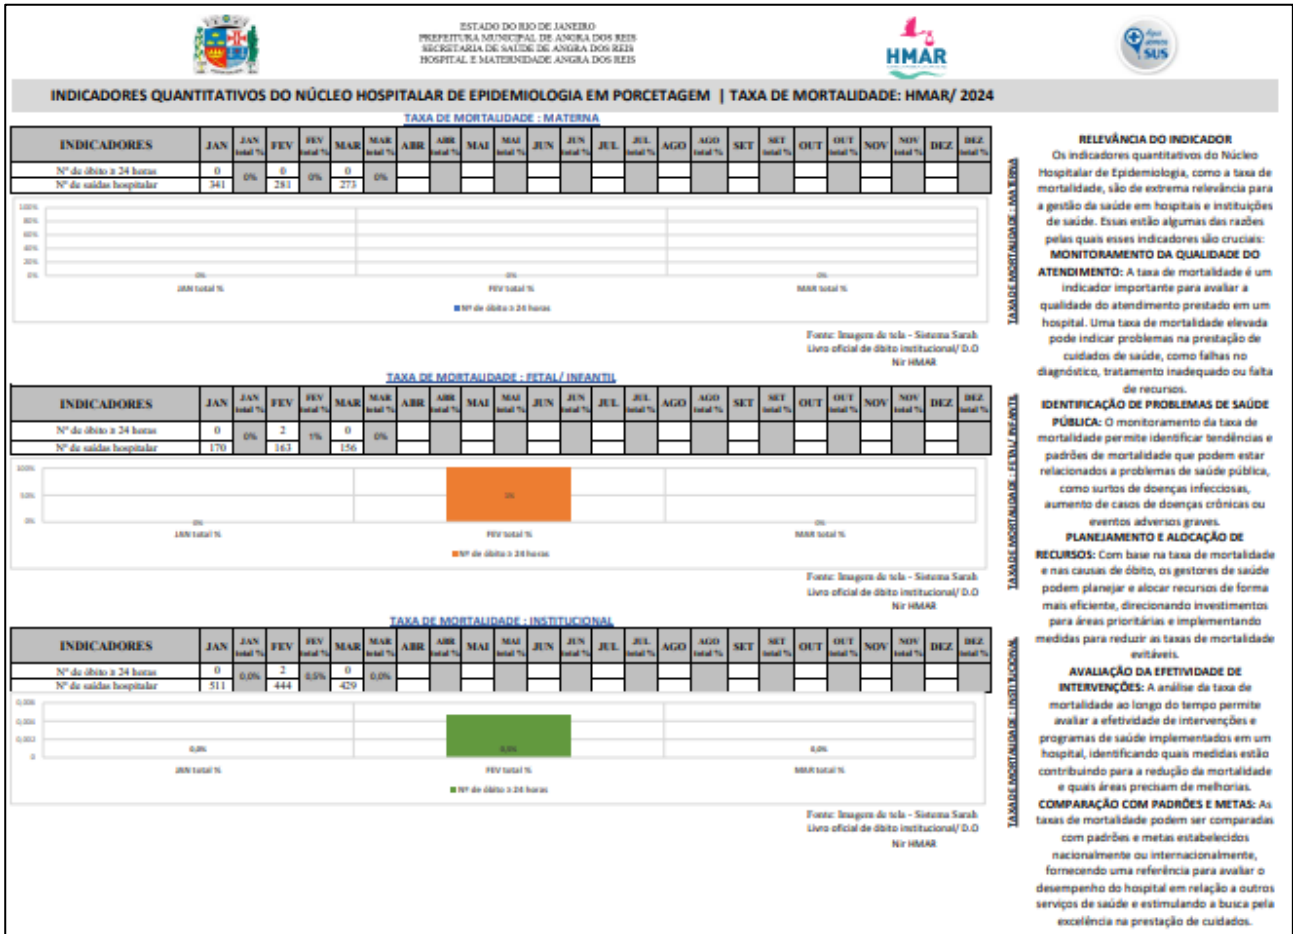 ESTADO DO RIO DE JANEIRO
PREFEITURA MUNICIPAL DE ANGRA DOS REIS
SECRETARIA DE SAÚDE DE ANGRA DOS REIS
HOSPITAL E MATERNIDADE ANGRA DOS REIS
HMAR
Aqui somos SUS
INDICADORES QUANTITATIVOS DO NÚCLEO HOSPITALAR DE EPIDEMIOLOGIA EM PORCETAGEM | TAXA DE MORTALIDADE: HMAR/ 2024
TAXA DE MORTALIDADE : MATERNA
INDICADORES JAN JAN total % FEV FEV total % MAR MAR total % ABR ABR total % MAI MAI total % JUN JUN total % JUL JUL total % AGO AGO total % SET SET total % OUT OUT total % NOV NOV total % DEZ DEZ total %
Nº de óbito ≥ 24 horas 0 0% 0 0% 0 0%
Nº de saídas hospitalar 341 281 273
100%
80%
60%
40%
20%
0%
0% 0% 0%
JAN total % FEV total % MAR total %
Nº de óbito ≥ 24 horas
Fonte: Imagem de tela - Sistema Sarah
Livro oficial de óbito institucional/ D.O
Nir HMAR
TAXA DE MORTALIDADE : MATERNA
TAXA DE MORTALIDADE : FETAL/ INFANTIL
INDICADORES JAN JAN total % FEV FEV total % MAR MAR total % ABR ABR total % MAI MAI total % JUN JUN total % JUL JUL total % AGO AGO total % SET SET total % OUT OUT total % NOV NOV total % DEZ DEZ total %
Nº de óbito ≥ 24 horas 0 0% 2 1% 0 0%
Nº de saídas hospitalar 170 163 156
100%
50%
0%
0% 1% 0%
JAN total % FEV total % MAR total %
Nº de óbito ≥ 24 horas
Fonte: Imagem de tela - Sistema Sarah
Livro oficial de óbito institucional/ D.O
Nir HMAR
TAXA DE MORTALIDADE : FETAL/ INFANTIL
TAXA DE MORTALIDADE : INSTITUCIONAL
INDICADORES JAN JAN total % FEV FEV total % MAR MAR total % ABR ABR total % MAI MAI total % JUN JUN total % JUL JUL total % AGO AGO total % SET SET total % OUT OUT total % NOV NOV total % DEZ DEZ total %
Nº de óbito ≥ 24 horas 0 0,0% 2 0,5% 0 0,0%
Nº de saídas hospitalar 511 444 429
0,006
0,004
0,002
0
0,0% 0,5% 0,0%
JAN total % FEV total % MAR total %
Nº de óbito ≥ 24 horas
Fonte: Imagem de tela - Sistema Sarah
Livro oficial de óbito institucional/ D.O
Nir HMAR
TAXA DE MORTALIDADE : INSTITUCIONAL
RELEVÂNCIA DO INDICADOR
Os indicadores quantitativos do Núcleo
Hospitalar de Epidemiologia, como a taxa de
mortalidade, são de extrema relevância para
a gestão da saúde em hospitais e instituições
de saúde. Essas estão algumas das razões
pelas quais esses indicadores são cruciais:
MONITORAMENTO DA QUALIDADE DO
ATENDIMENTO: A taxa de mortalidade é um
indicador importante para avaliar a
qualidade do atendimento prestado em um
hospital. Uma taxa de mortalidade elevada
pode indicar problemas na prestação de
cuidados de saúde, como falhas no
diagnóstico, tratamento inadequado ou falta
de recursos.
IDENTIFICAÇÃO DE PROBLEMAS DE SAÚDE
PÚBLICA: O monitoramento da taxa de
mortalidade permite identificar tendências e
padrões de mortalidade que podem estar
relacionados a problemas de saúde pública,
como surtos de doenças infecciosas,
aumento de casos de doenças crônicas ou
eventos adversos graves.
PLANEJAMENTO E ALOCAÇÃO DE
RECURSOS: Com base na taxa de mortalidade
e nas causas de óbito, os gestores de saúde
podem planejar e alocar recursos de forma
mais eficiente, direcionando investimentos
para áreas prioritárias e implementando
medidas para reduzir as taxas de mortalidade
evitáveis.
AVALIAÇÃO DA EFETIVIDADE DE
INTERVENÇÕES: A análise da taxa de
mortalidade ao longo do tempo permite
avaliar a efetividade de intervenções e
programas de saúde implementados em um
hospital, identificando quais medidas estão
contribuindo para a redução da mortalidade
e quais áreas precisam de melhorias.
COMPARAÇÃO COM PADRÕES E METAS: As
taxas de mortalidade podem ser comparadas
com padrões e metas estabelecidos
nacionalmente ou internacionalmente,
fornecendo uma referência para avaliar o
desempenho do hospital em relação a outros
serviços de saúde e estimulando a busca pela
excelência na prestação de cuidados.